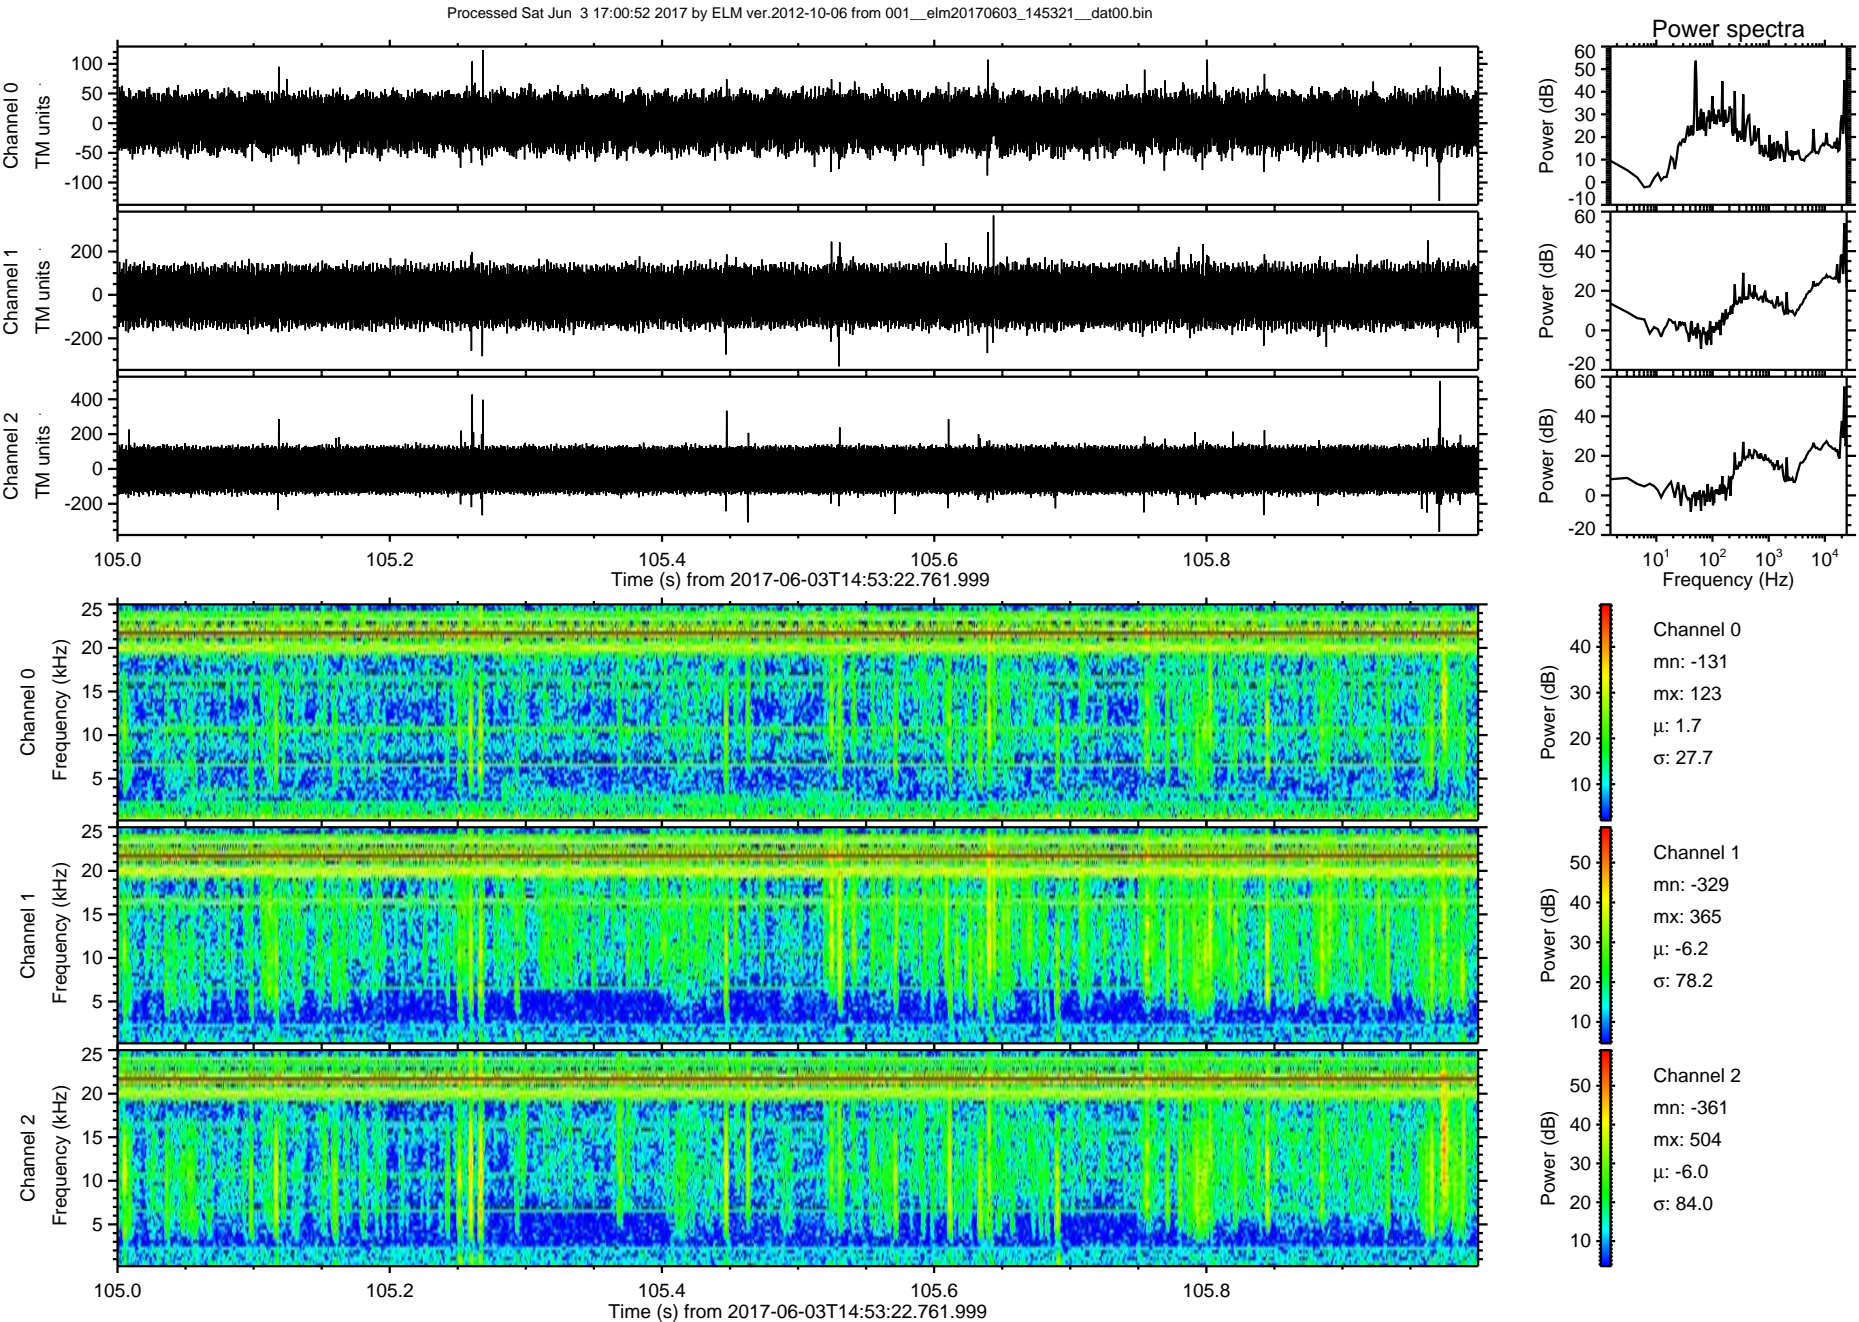 Processed Sat Jun 3 17:00:52 2017 by ELM ver.2012-10-06 from 001__elm20170603_145321__dat00.bin
Power spectra
Channel 0
TM units
100
50
0
-50
-100
Power (dB)
60
50
40
30
20
10
0
-10
Channel 1
TM units
200
0
-200
Power (dB)
60
40
20
0
-20
Channel 2
TM units
400
200
0
-200
Power (dB)
60
40
20
0
-20
105.0 105.2 105.4 105.6 105.8
Time (s) from 2017-06-03T14:53:22.761.999
10^1 10^2 10^3 10^4
Frequency (Hz)
Channel 0
Frequency (kHz)
25
20
15
10
5
Power (dB)
40
30
20
10
Channel 0
mn: -131
mx: 123
μ: 1.7
σ: 27.7
Channel 1
Frequency (kHz)
25
20
15
10
5
Power (dB)
50
40
30
20
10
Channel 1
mn: -329
mx: 365
μ: -6.2
σ: 78.2
Channel 2
Frequency (kHz)
25
20
15
10
5
Power (dB)
50
40
30
20
10
Channel 2
mn: -361
mx: 504
μ: -6.0
σ: 84.0
105.0 105.2 105.4 105.6 105.8
Time (s) from 2017-06-03T14:53:22.761.999